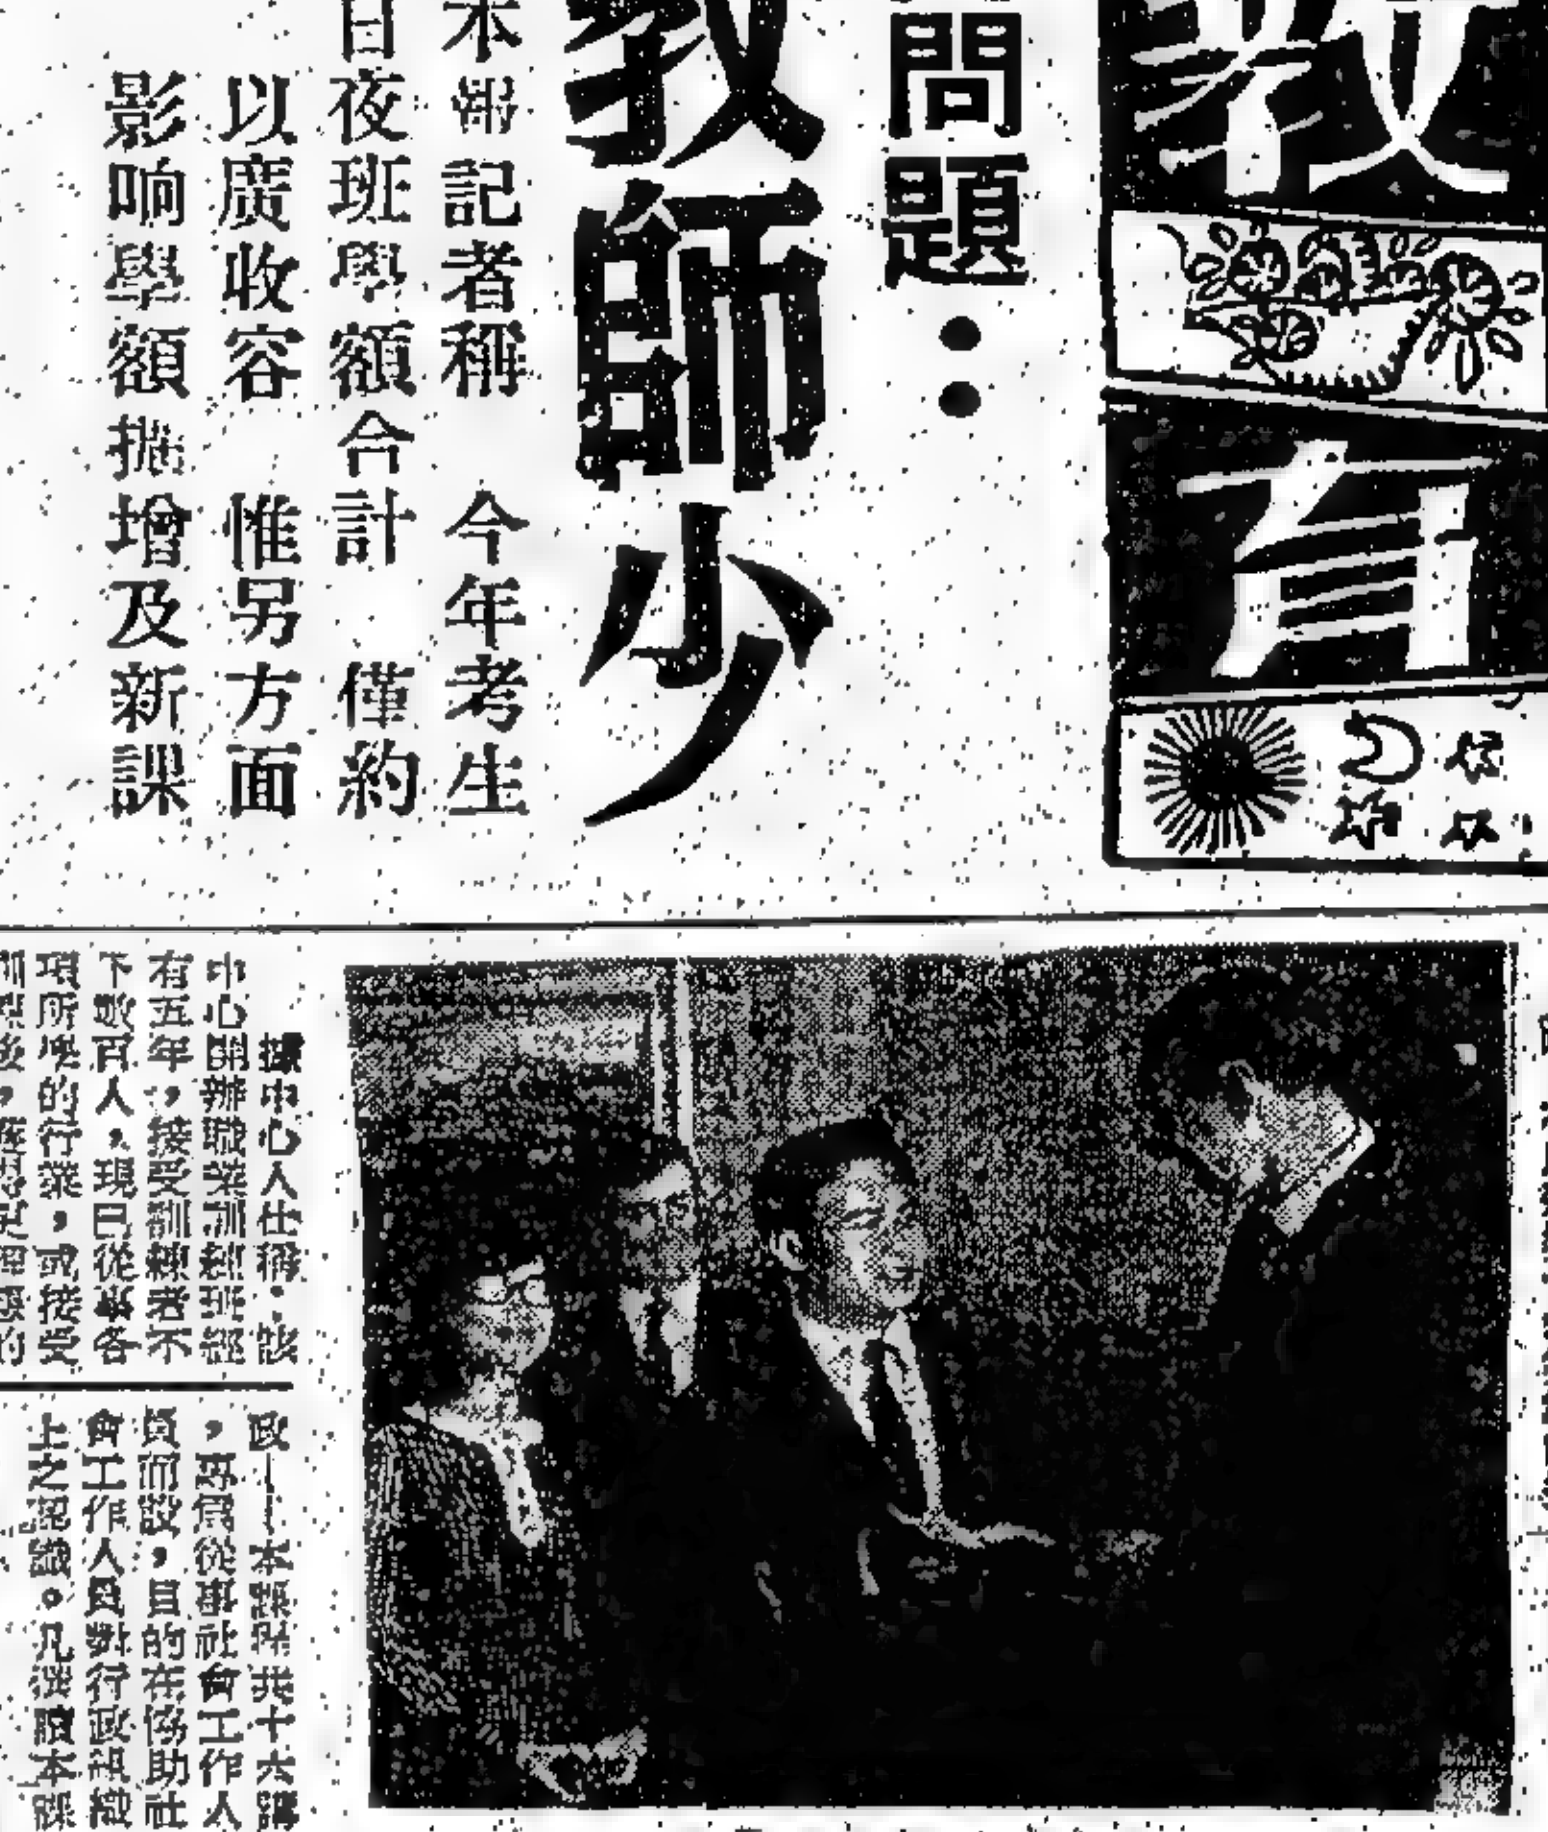 教育
問題：
教師少
本報記者稱　今年考生
日夜班學額合計　僅約
以廣收容　惟另方面
影响學額擴增及新課
據中心人仕稱，該
中心開辦職業訓練班經
有五年，接受訓練者不
下數百人，現已從事各
項所學的行業，或接受
政——本課程共十六講
，專為從事社會工作人
員而設，目的在協助社
會工作人員對行政組織
上之認識。凡選讀本課